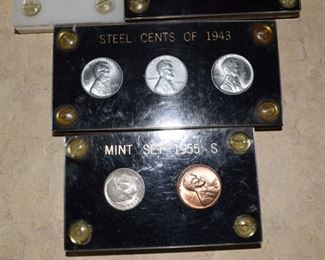 STEEL CENTS OF 1943
MINT SET 1955-S